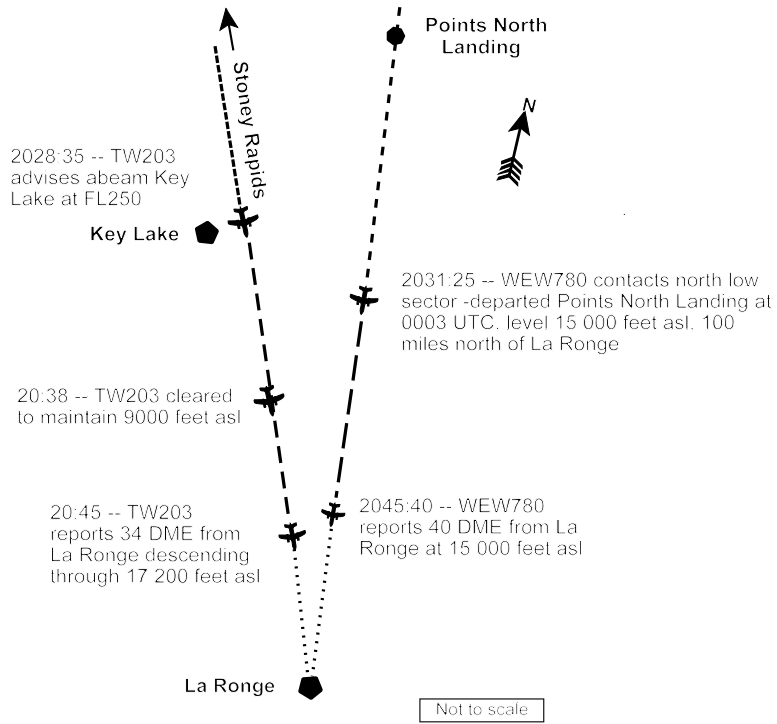 Points North
Landing
N
Stoney Rapids
2028:35 -- TW203
advises abeam Key
Lake at FL250
Key Lake
2031:25 -- WEW780 contacts north low
sector -departed Points North Landing at
0003 UTC, level 15 000 feet asl, 100
miles north of La Ronge
20:38 -- TW203 cleared
to maintain 9000 feet asl
20:45 -- TW203
reports 34 DME from
La Ronge descending
through 17 200 feet asl
2045:40 -- WEW780
reports 40 DME from La
Ronge at 15 000 feet asl
La Ronge
Not to scale